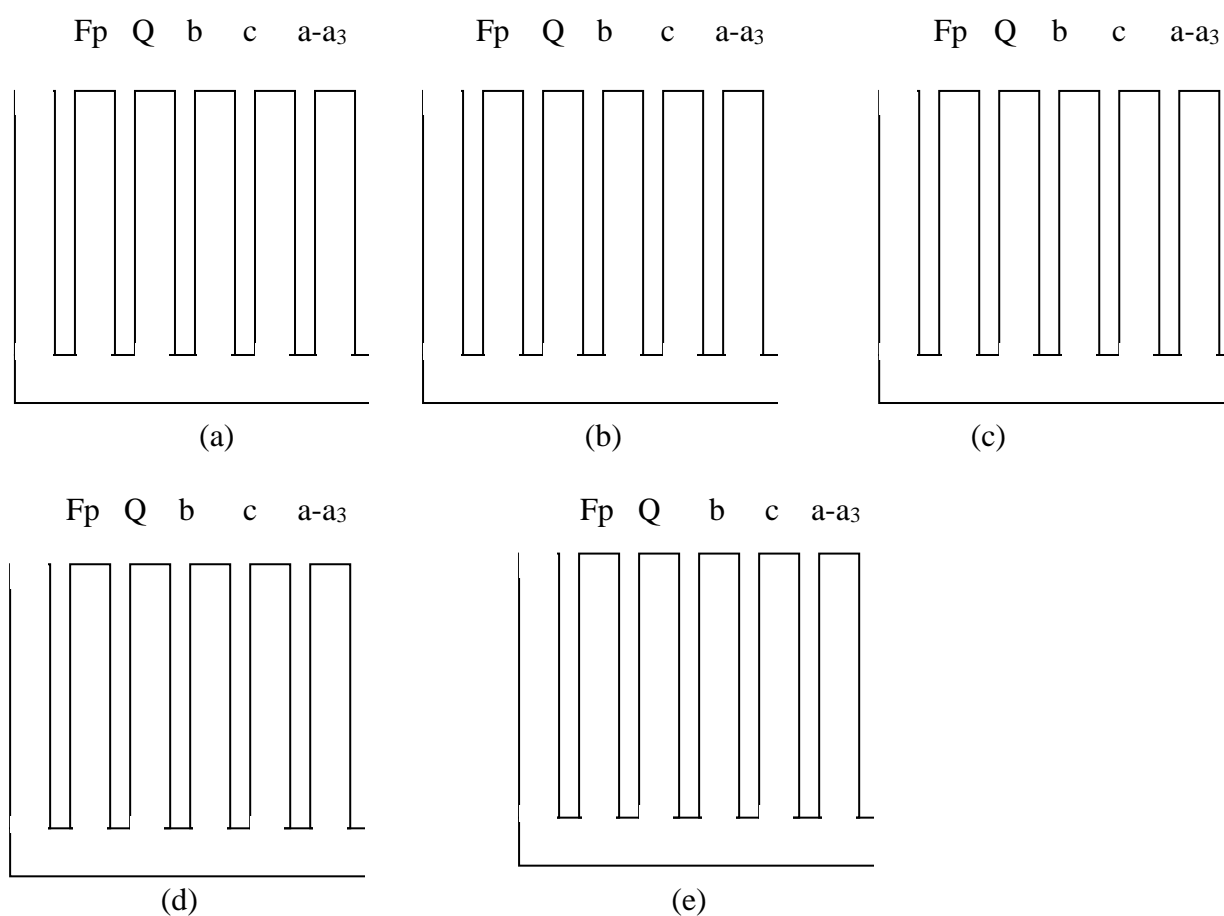 Fp Q b c a-a₃ Fp Q b c a-a₃ Fp Q b c a-a₃
(a) (b) (c)
Fp Q b c a-a₃ Fp Q b c a-a₃
(d) (e)